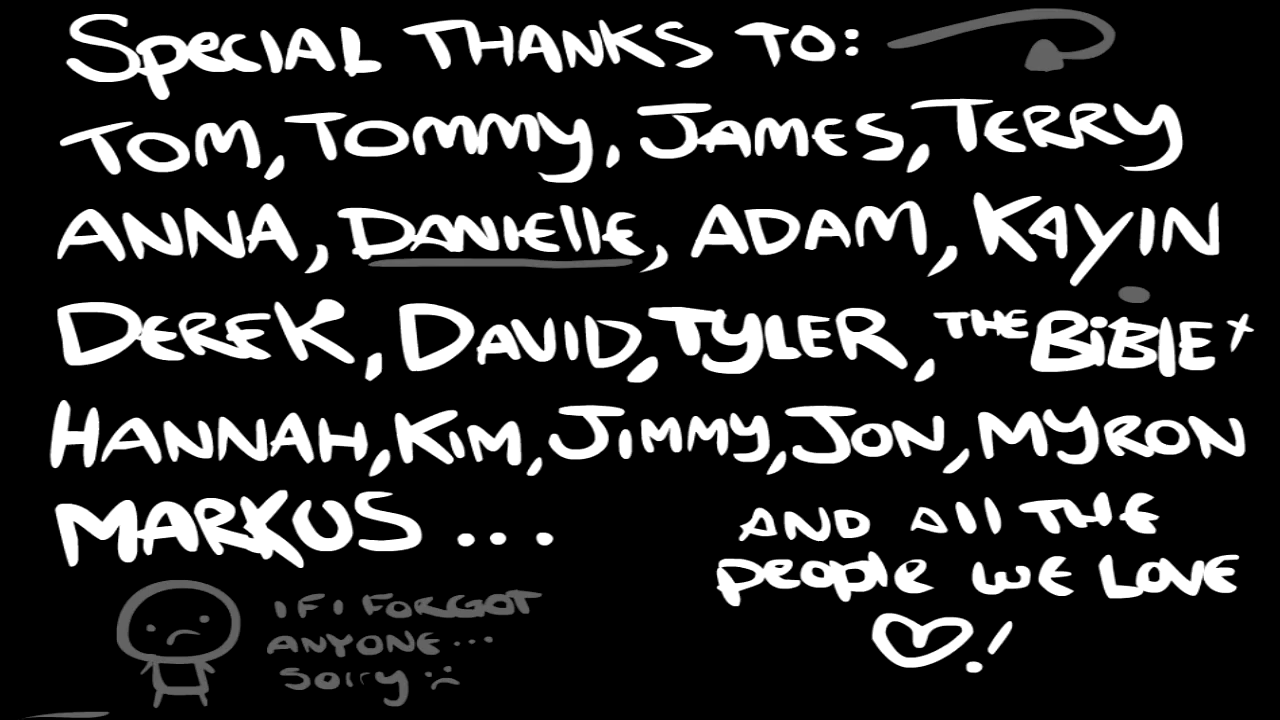 SPECIAL THANKS TO:
TOM, TOMMY, JAMES, TERRY
ANNA, DANIELLE, ADAM, KAYIN
DEREK, DAVID, TYLER, THE BiBLE+
HANNAH, KiM, JiMMY, JON, MYRON
MARKUS...
AND All THE
peOple WE LOVE
♡!
IF I FORGOT
ANYONE...
SORRY :(